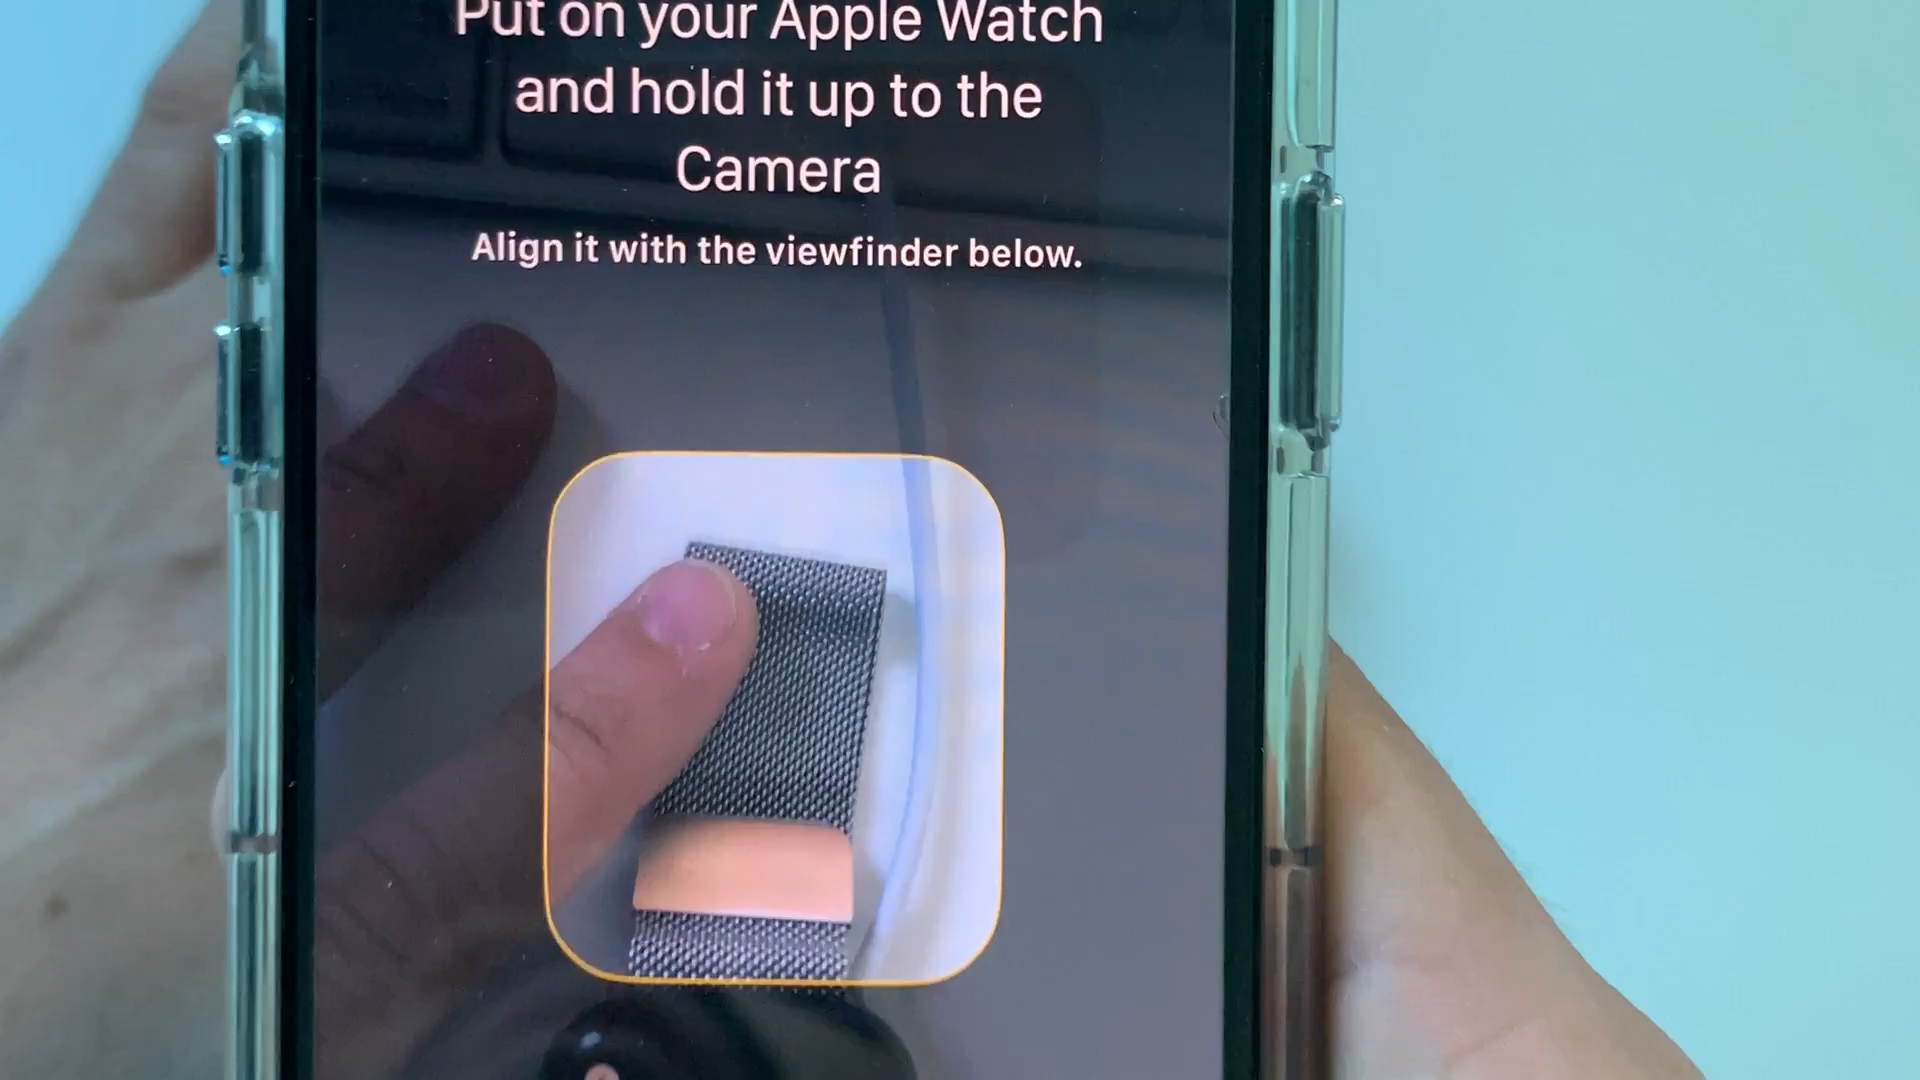 Put on your Apple Watch
and hold it up to the
Camera
Align it with the viewfinder below.